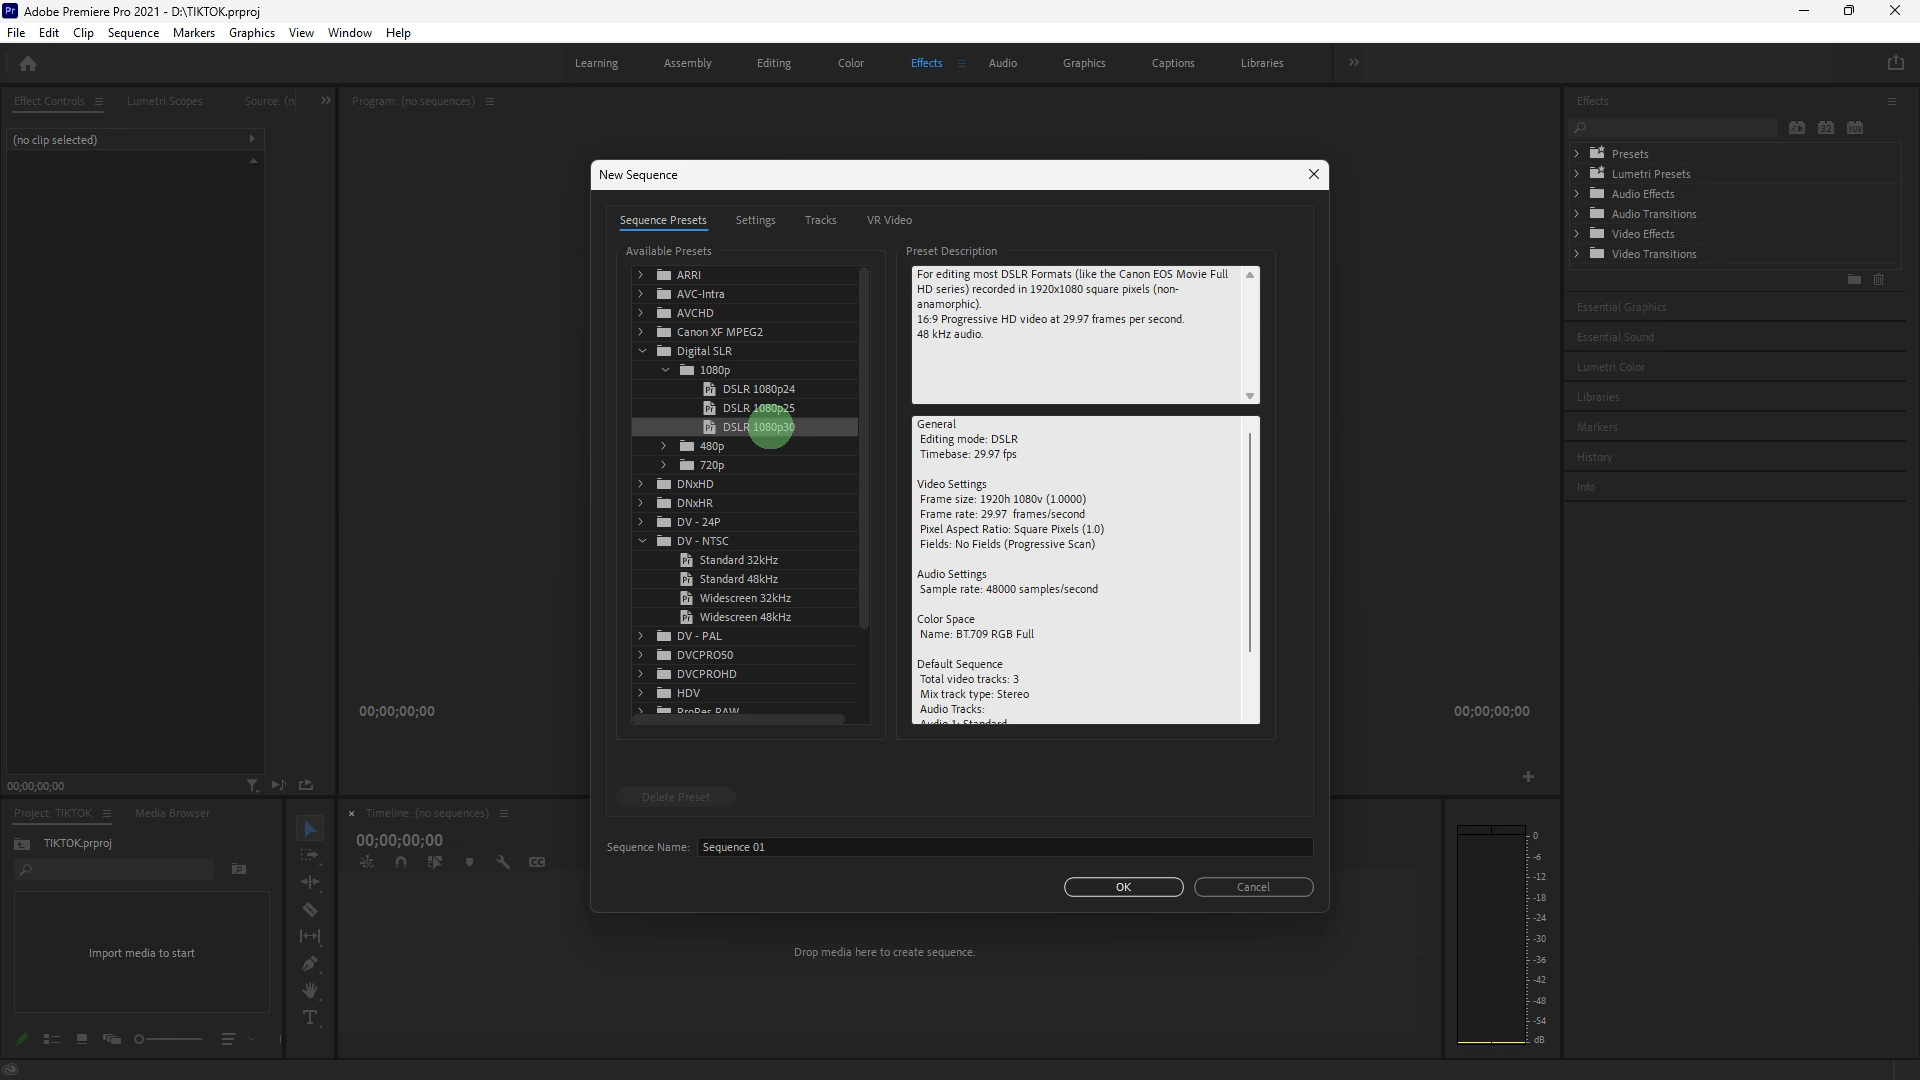 Adobe Premiere Pro 2021 - D:\TIKTOK.prproj
File Edit Clip Sequence Markers Graphics View Window Help
Learning Assembly Editing Color Effects Audio Graphics Captions Libraries
Effect Controls Lumetri Scopes Source: (n
Program: (no sequences)
Effects
(no clip selected)
Presets
Lumetri Presets
Audio Effects
Audio Transitions
Video Effects
Video Transitions
Essential Graphics
Essential Sound
Lumetri Color
Libraries
Markers
History
Info
New Sequence
Sequence Presets Settings Tracks VR Video
Available Presets
ARRI
AVC-Intra
AVCHD
Canon XF MPEG2
Digital SLR
1080p
DSLR 1080p24
DSLR 1080p25
DSLR 1080p30
480p
720p
DNxHD
DNxHR
DV - 24P
DV - NTSC
Standard 32kHz
Standard 48kHz
Widescreen 32kHz
Widescreen 48kHz
DV - PAL
DVCPRO50
DVCPROHD
HDV
ProRes RAW
Preset Description
For editing most DSLR Formats (like the Canon EOS Movie Full
HD series) recorded in 1920x1080 square pixels (non-
anamorphic).
16:9 Progressive HD video at 29.97 frames per second.
48 kHz audio.
General
Editing mode: DSLR
Timebase: 29.97 fps
Video Settings
Frame size: 1920h 1080v (1.0000)
Frame rate: 29.97 frames/second
Pixel Aspect Ratio: Square Pixels (1.0)
Fields: No Fields (Progressive Scan)
Audio Settings
Sample rate: 48000 samples/second
Color Space
Name: BT.709 RGB Full
Default Sequence
Total video tracks: 3
Mix track type: Stereo
Audio Tracks:
Audio 1: Standard
Delete Preset
Sequence Name: Sequence 01
OK Cancel
00;00;00;00
00;00;00;00
00;00;00;00
Project: TIKTOK Media Browser
TIKTOK.prproj
Import media to start
Timeline: (no sequences)
00;00;00;00
Drop media here to create sequence.
0
-6
-12
-18
-24
-30
-36
-42
-48
-54
dB